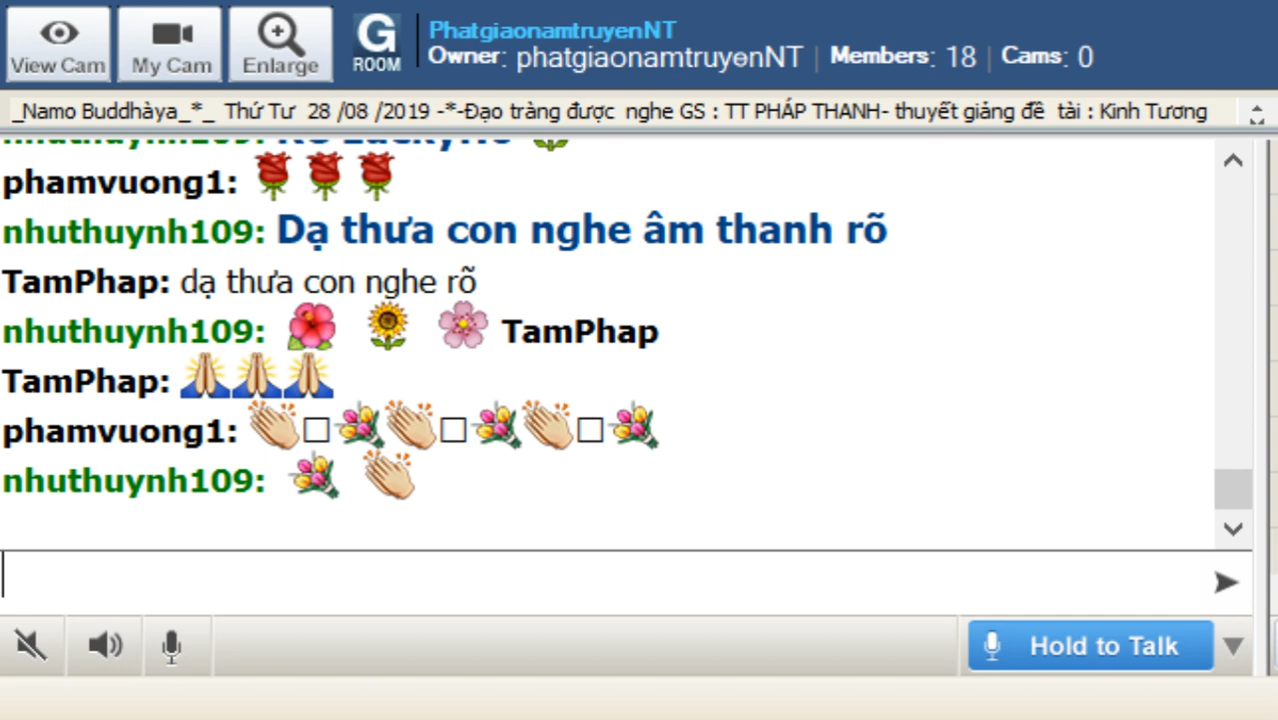 View Cam
My Cam
Enlarge
G
ROOM
PhatgiaonamtruyenNT
Owner: phatgiaonamtruyenNT | Members: 18 | Cams: 0
_Namo Buddhàya_*_ Thứ Tư 28 /08 /2019 -*-Đạo tràng được nghe GS : TT PHÁP THANH- thuyết giảng đề tài : Kinh Tương
nhuthuynh109:
phamvuong1: 🌹🌹🌹
nhuthuynh109: Dạ thưa con nghe âm thanh rõ
TamPhap: dạ thưa con nghe rõ
nhuthuynh109: 🌺 🌻 🌸 TamPhap
TamPhap: 🙏🙏🙏
phamvuong1: 👏□💐👏□💐👏□💐
nhuthuynh109: 💐 👏
Hold to Talk